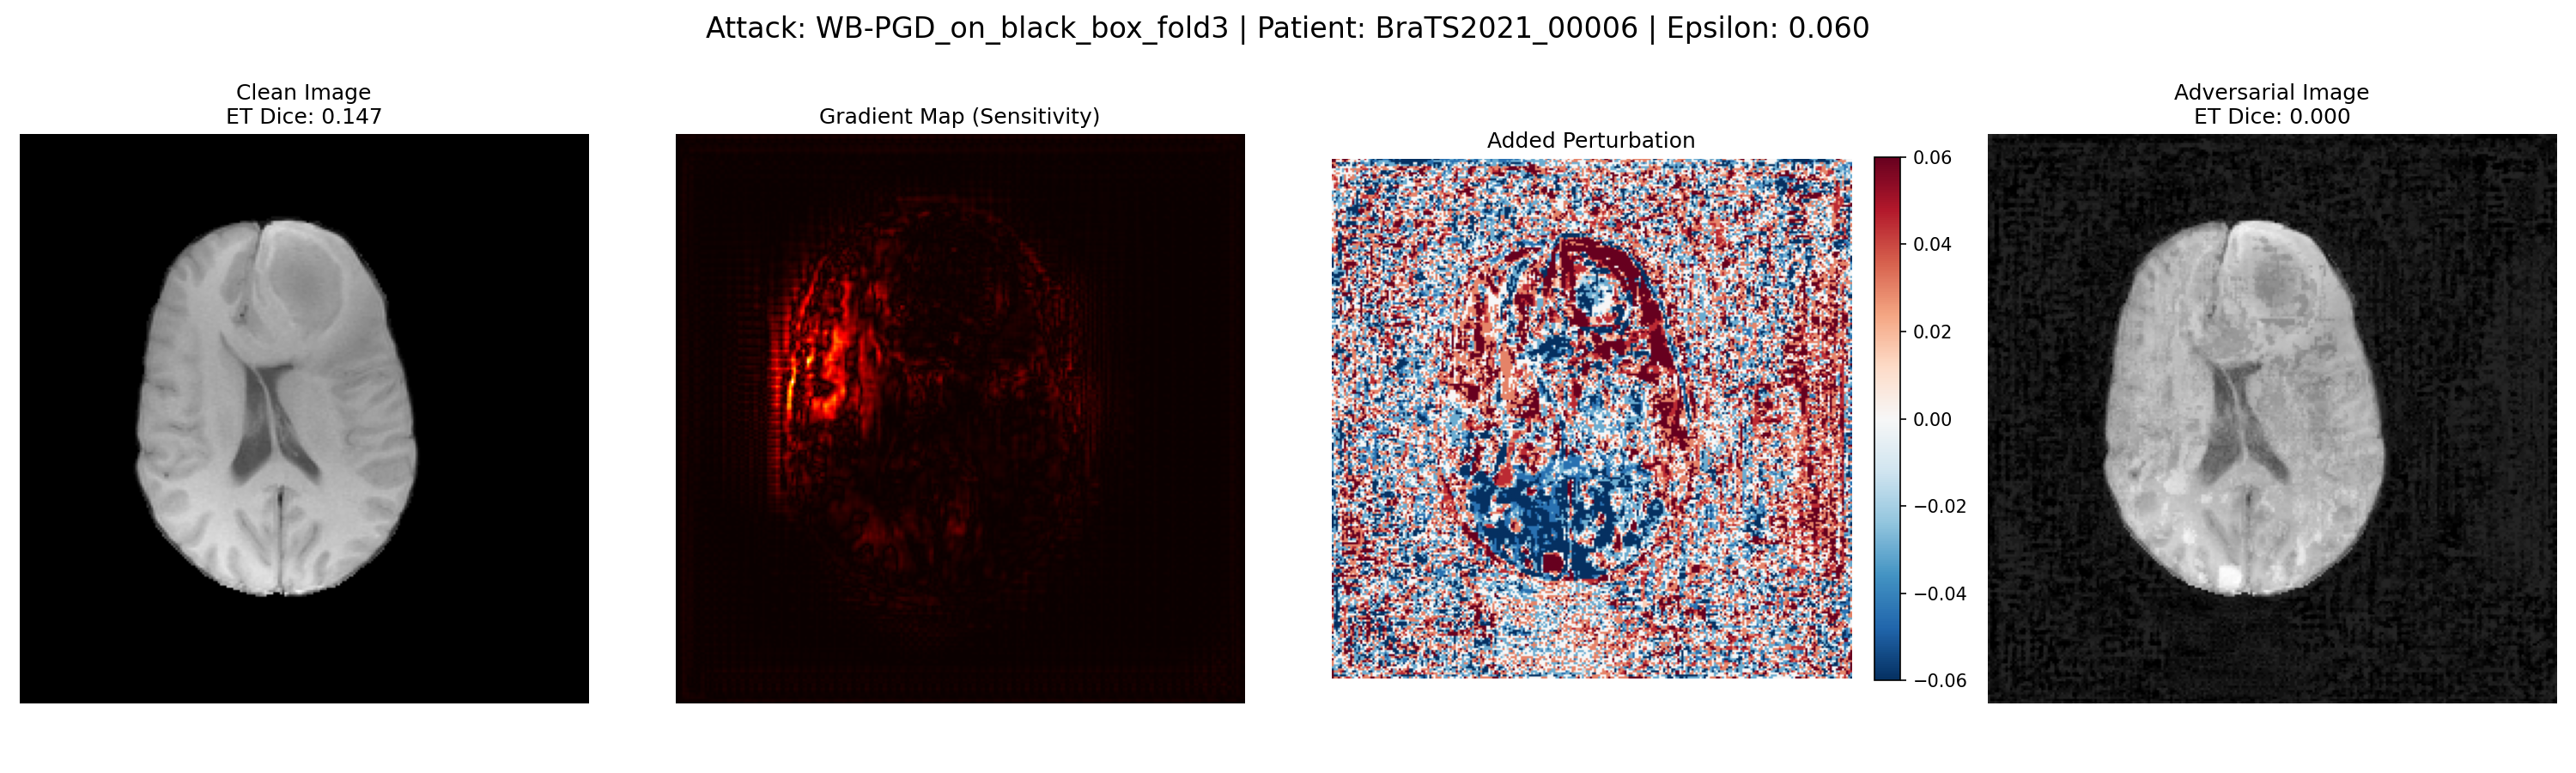 Attack: WB-PGD_on_black_box_fold3 | Patient: BraTS2021_00006 | Epsilon: 0.060
Clean Image
ET Dice: 0.147
Gradient Map (Sensitivity)
Added Perturbation
0.06
0.04
0.02
0.00
−0.02
−0.04
−0.06
Adversarial Image
ET Dice: 0.000